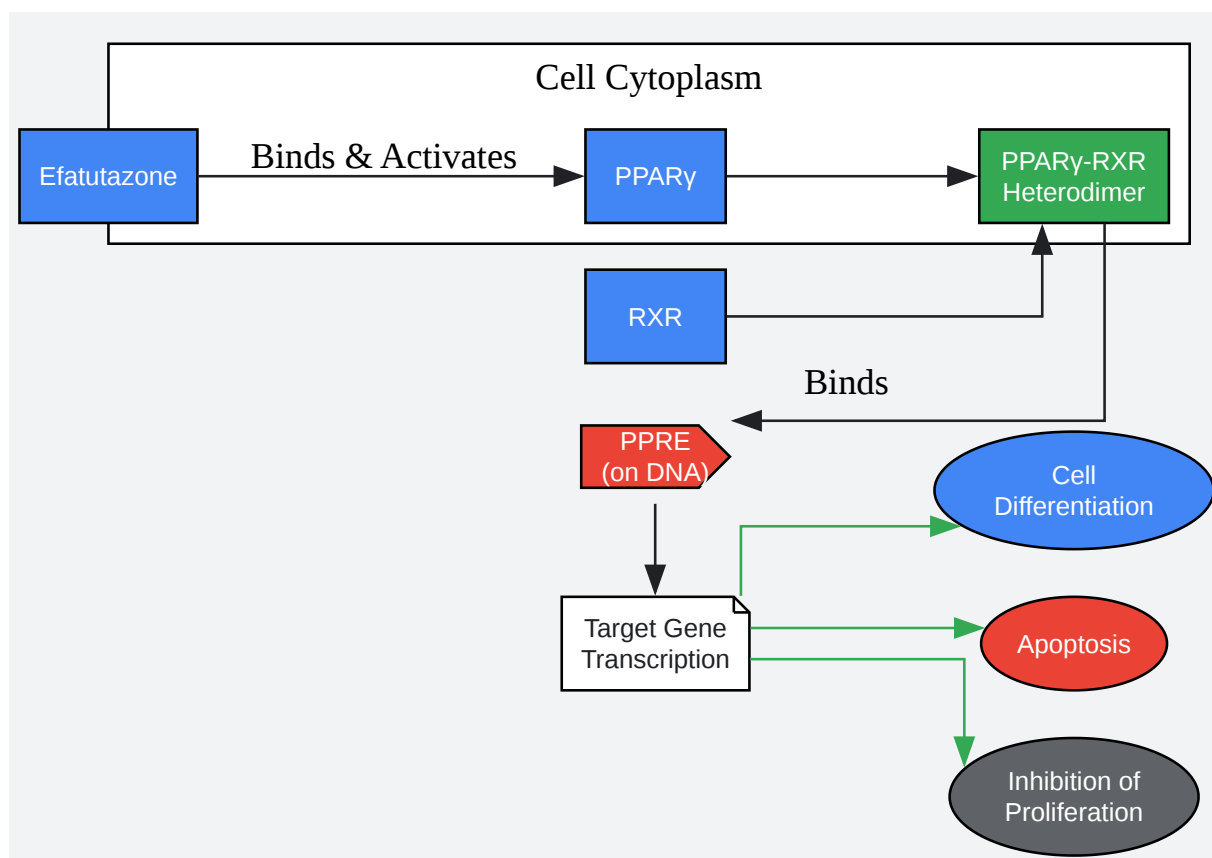 Cell Cytoplasm
Efatutazone
Binds & Activates
PPARγ
PPARγ-RXR
Heterodimer
RXR
Binds
PPRE
(on DNA)
Cell
Differentiation
Target Gene
Transcription
Apoptosis
Inhibition of
Proliferation